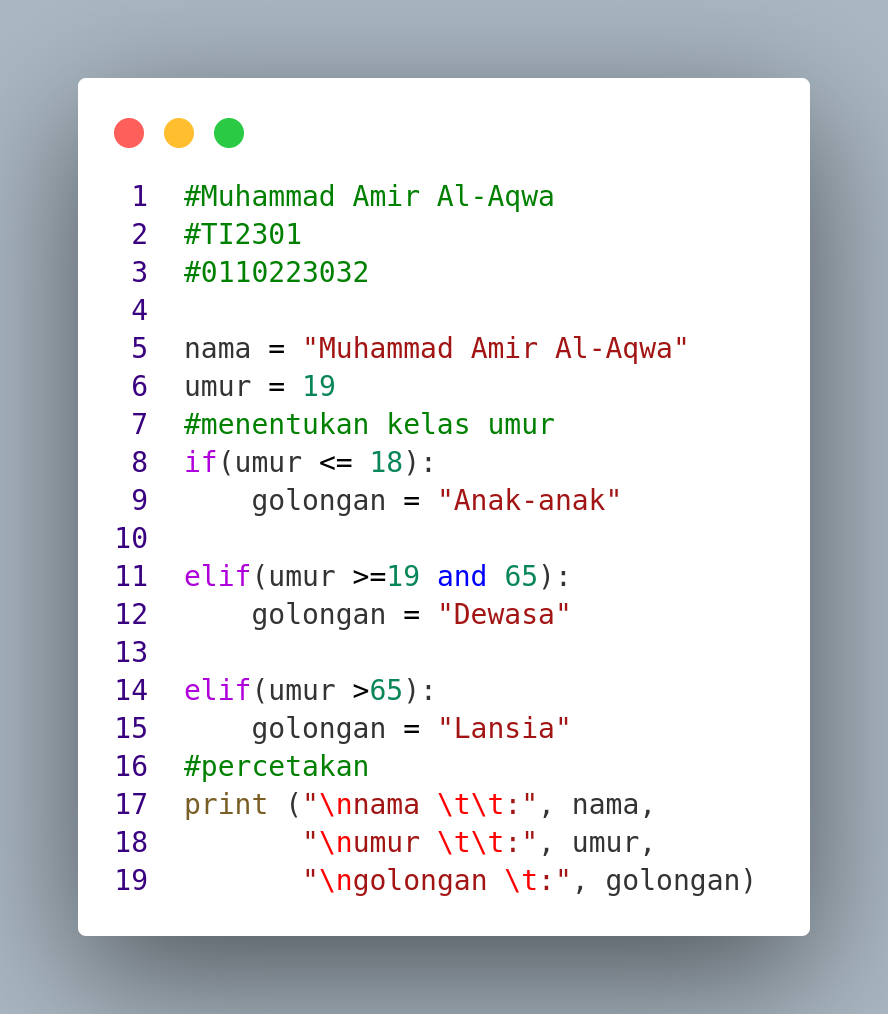 1 #Muhammad Amir Al-Aqwa
2 #TI2301
3 #0110223032
4
5 nama = "Muhammad Amir Al-Aqwa"
6 umur = 19
7 #menentukan kelas umur
8 if(umur <= 18):
9     golongan = "Anak-anak"
10
11 elif(umur >=19 and 65):
12     golongan = "Dewasa"
13
14 elif(umur >65):
15     golongan = "Lansia"
16 #percetakan
17 print ("\nnama \t\t:", nama,
18        "\numur \t\t:", umur,
19        "\ngolongan \t:", golongan)